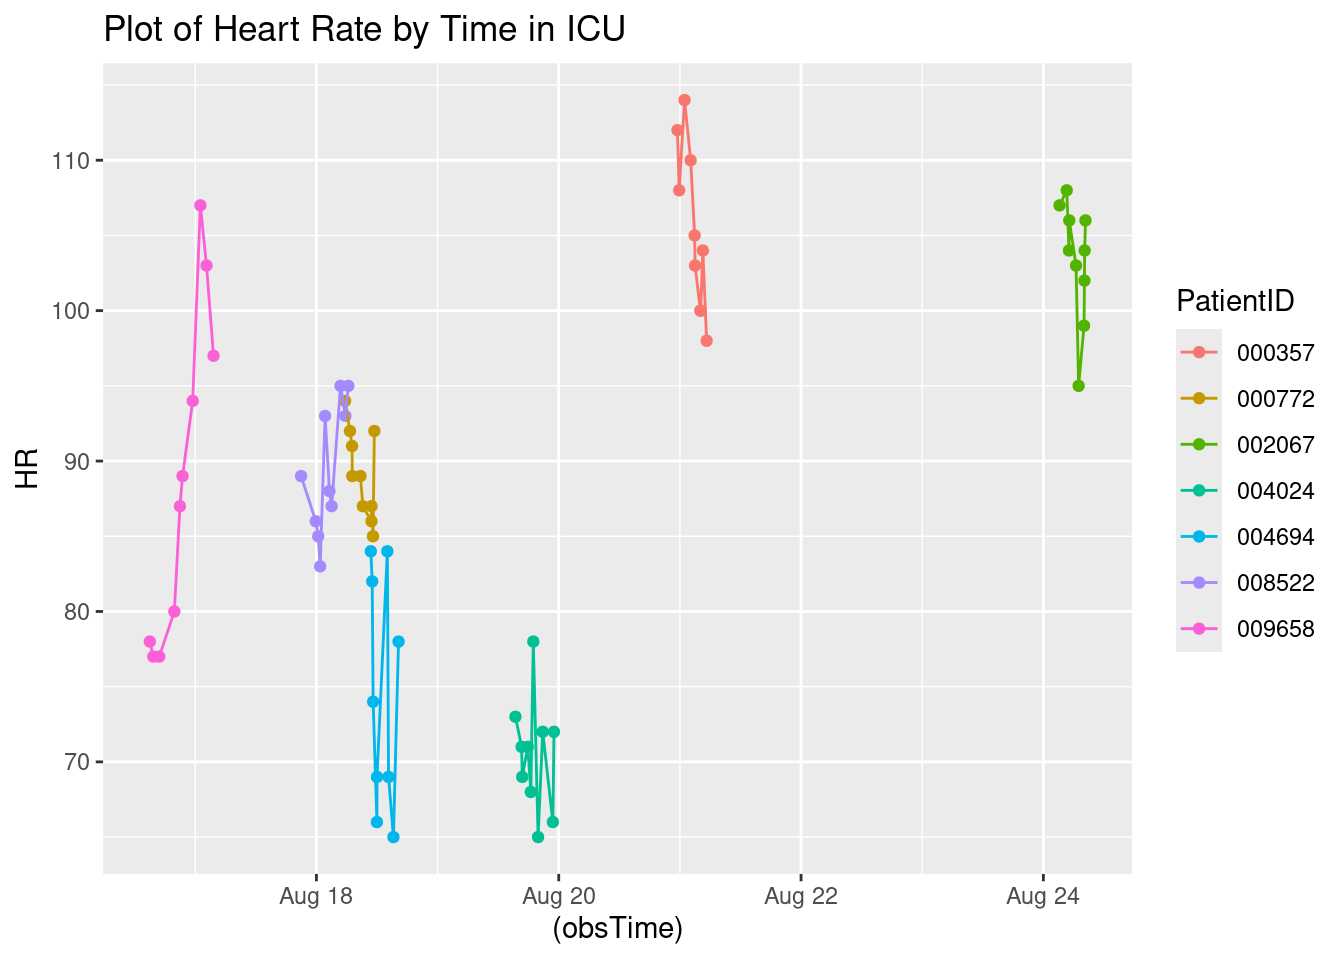 Plot of Heart Rate by Time in ICU
HR
110
100
90
80
70
Aug 18
Aug 20
Aug 22
Aug 24
(obsTime)
PatientID
000357
000772
002067
004024
004694
008522
009658